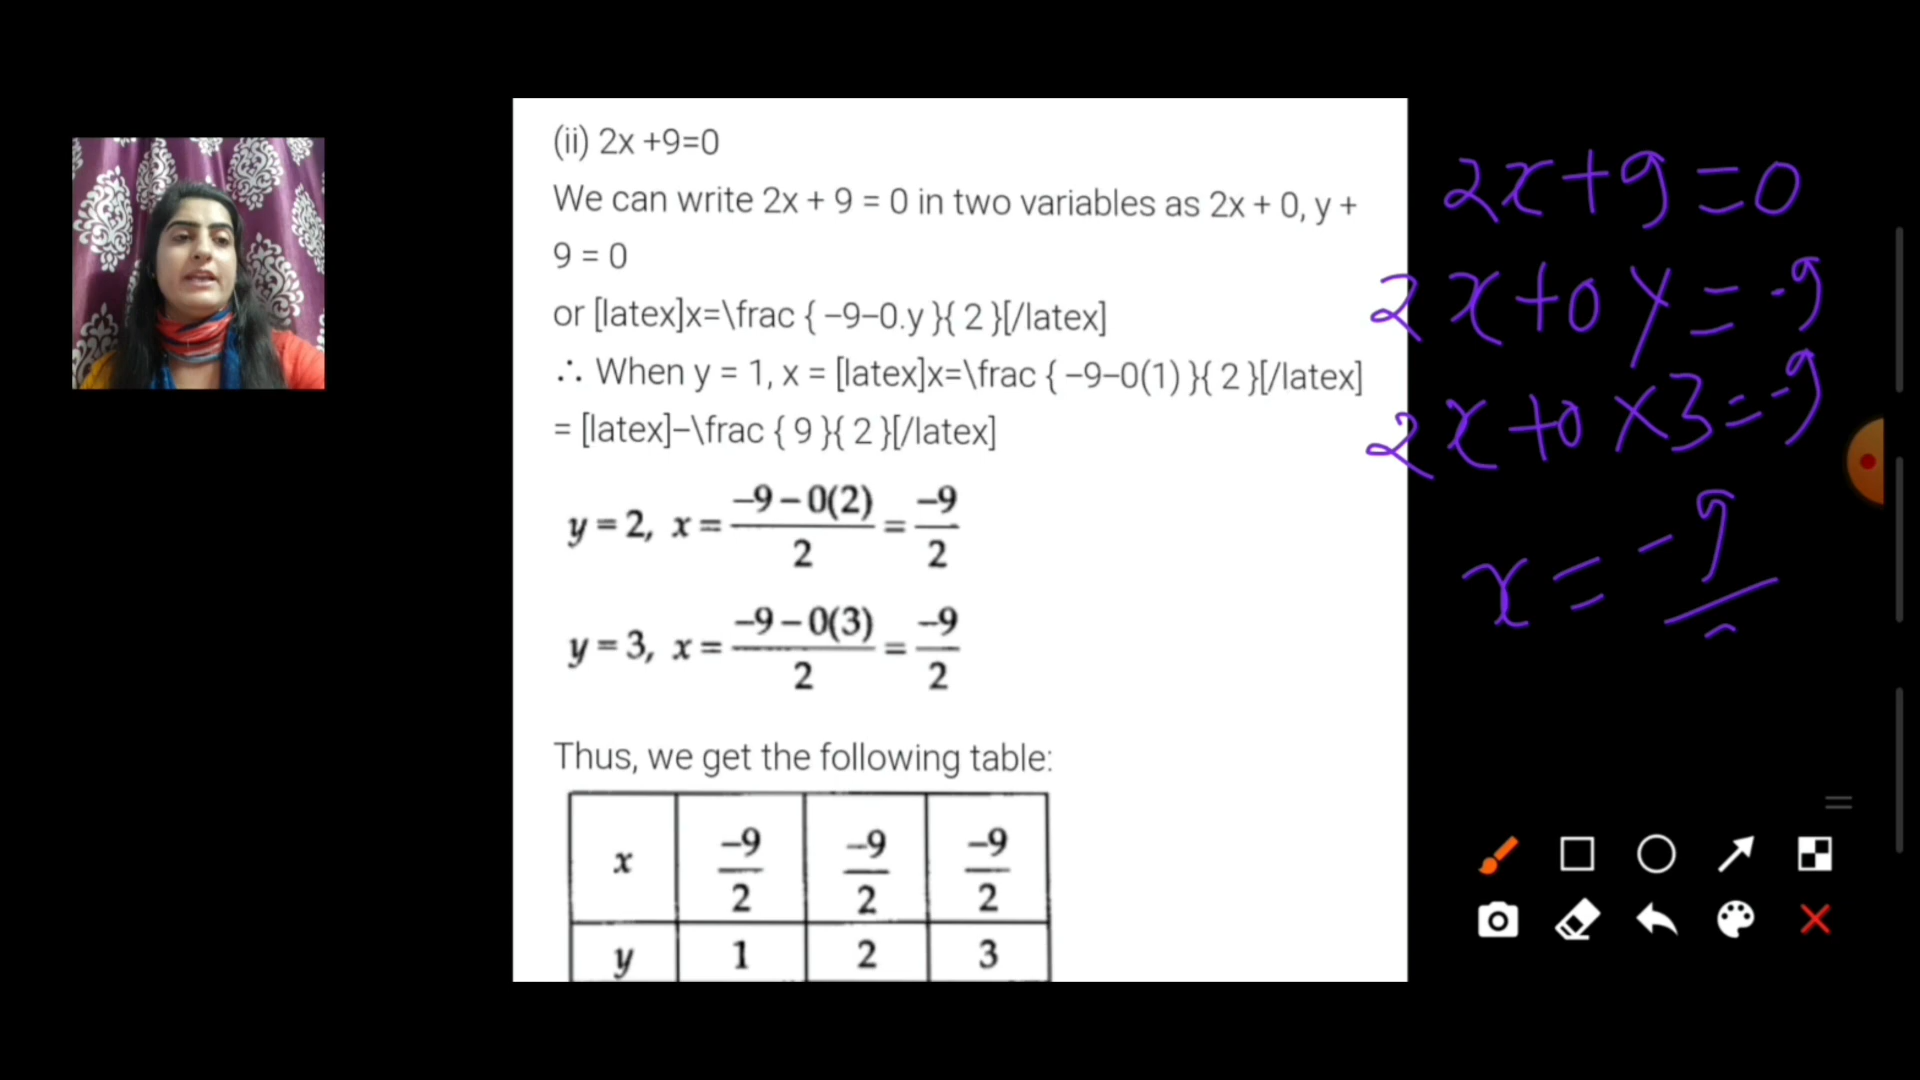 (ii) 2x +9=0
We can write 2x + 9 = 0 in two variables as 2x + 0, y +
9 = 0
or [latex]x=\frac { –9–0.y }{ 2 }[/latex]
∴ When y = 1, x = [latex]x=\frac { –9–0(1) }{ 2 }[/latex]
= [latex]–\frac { 9 }{ 2 }[/latex]
y = 2, x = –9 – 0(2) / 2 = –9 / 2
y = 3, x = –9 – 0(3) / 2 = –9 / 2
Thus, we get the following table:
x –9/2 –9/2 –9/2
y 1 2 3
2x+9=0
2x+0y=-9
2x+0×3=-9
x=-9/